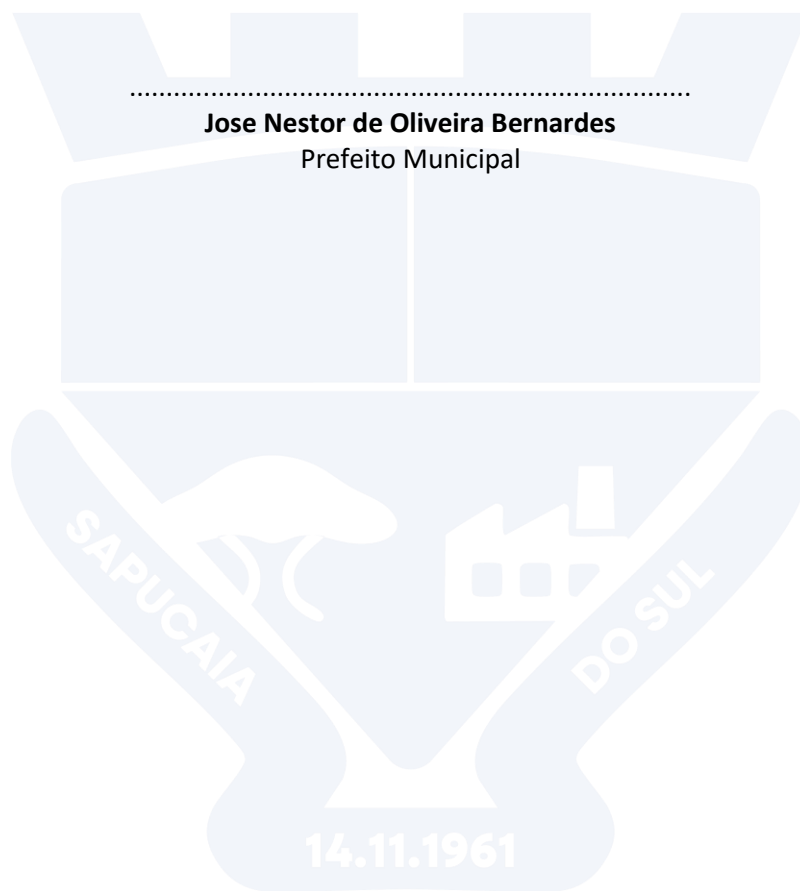 ...........................................................................
Jose Nestor de Oliveira Bernardes
Prefeito Municipal
SAPUCAIA
DO SUL
14.11.1961